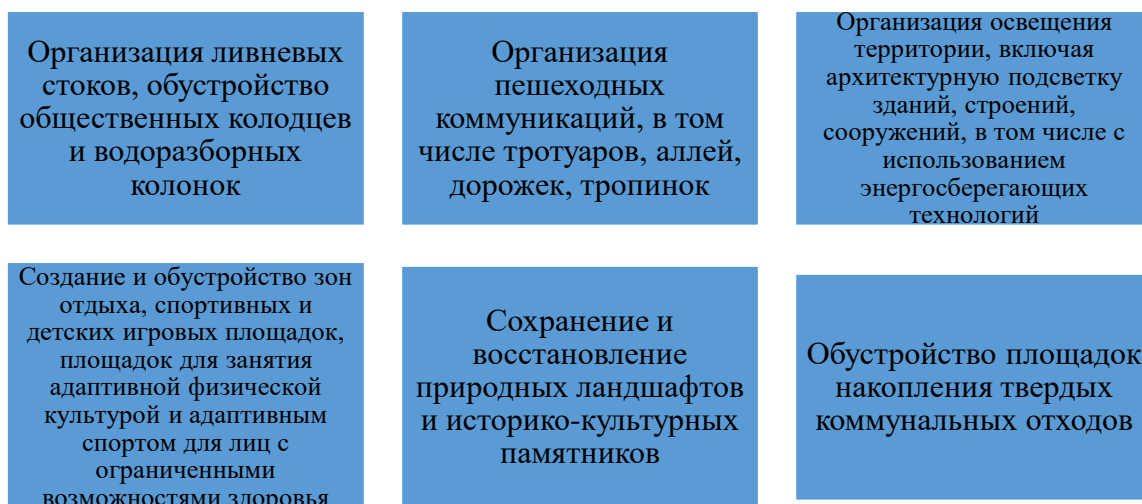 Организация ливневых
стоков, обустройство
общественных колодцев
и водоразборных
колонок
Организация
пешеходных
коммуникаций, в том
числе тротуаров, аллей,
дорожек, тропинок
Организация освещения
территории, включая
архитектурную подсветку
зданий, строений,
сооружений, в том числе с
использованием
энергосберегающих
технологий
Создание и обустройство зон
отдыха, спортивных и
детских игровых площадок,
площадок для занятия
адаптивной физической
культурой и адаптивным
спортом для лиц с
ограниченными
возможностями здоровья
Сохранение и
восстановление
природных ландшафтов
и историко-культурных
памятников
Обустройство площадок
накопления твердых
коммунальных отходов